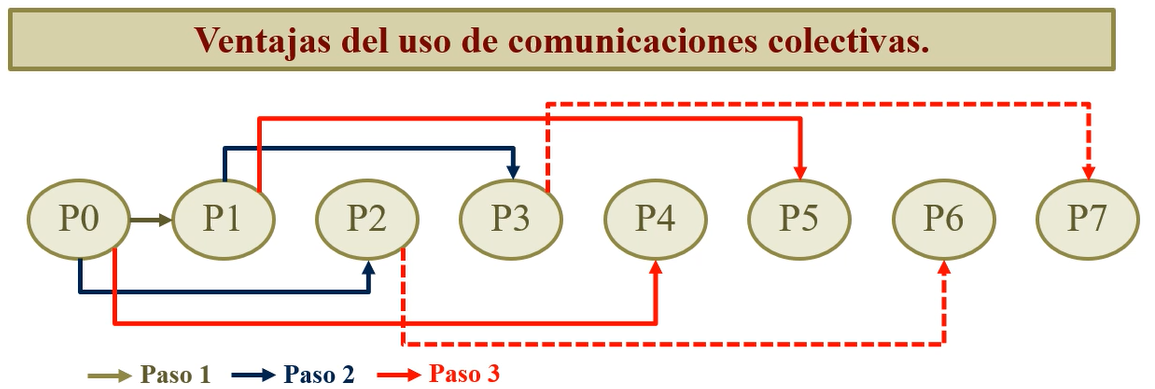 Ventajas del uso de comunicaciones colectivas.
P0 P1 P2 P3 P4 P5 P6 P7
Paso 1 Paso 2 Paso 3